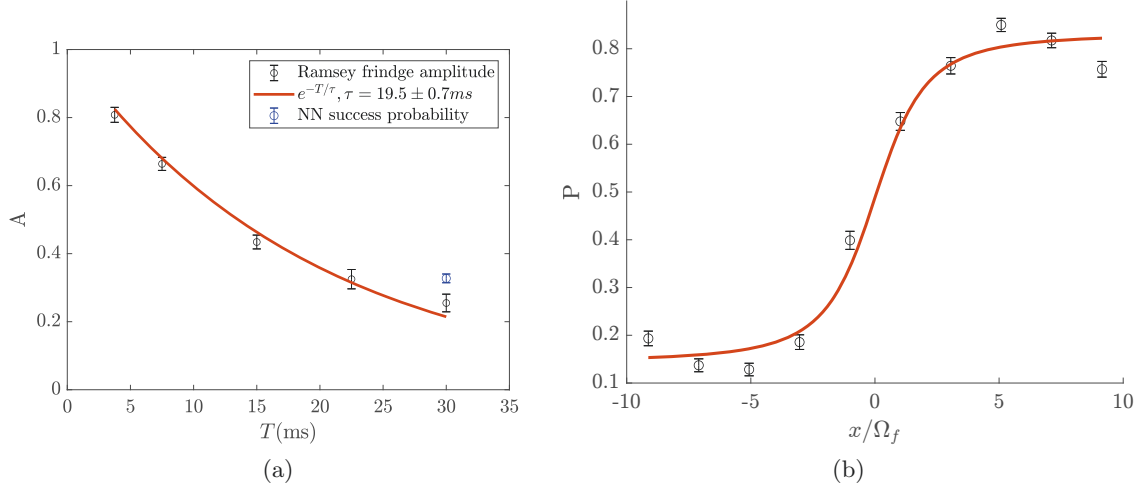 Ramsey frindge amplitude
e^{-T/τ}, τ = 19.5 ± 0.7ms
NN success probability
1
0.8
0.6
0.4
0.2
0
A
0 5 10 15 20 25 30 35
T(ms)
(a)
0.8
0.7
0.6
0.5
0.4
0.3
0.2
0.1
P
-10 -5 0 5 10
x/Ω_f
(b)